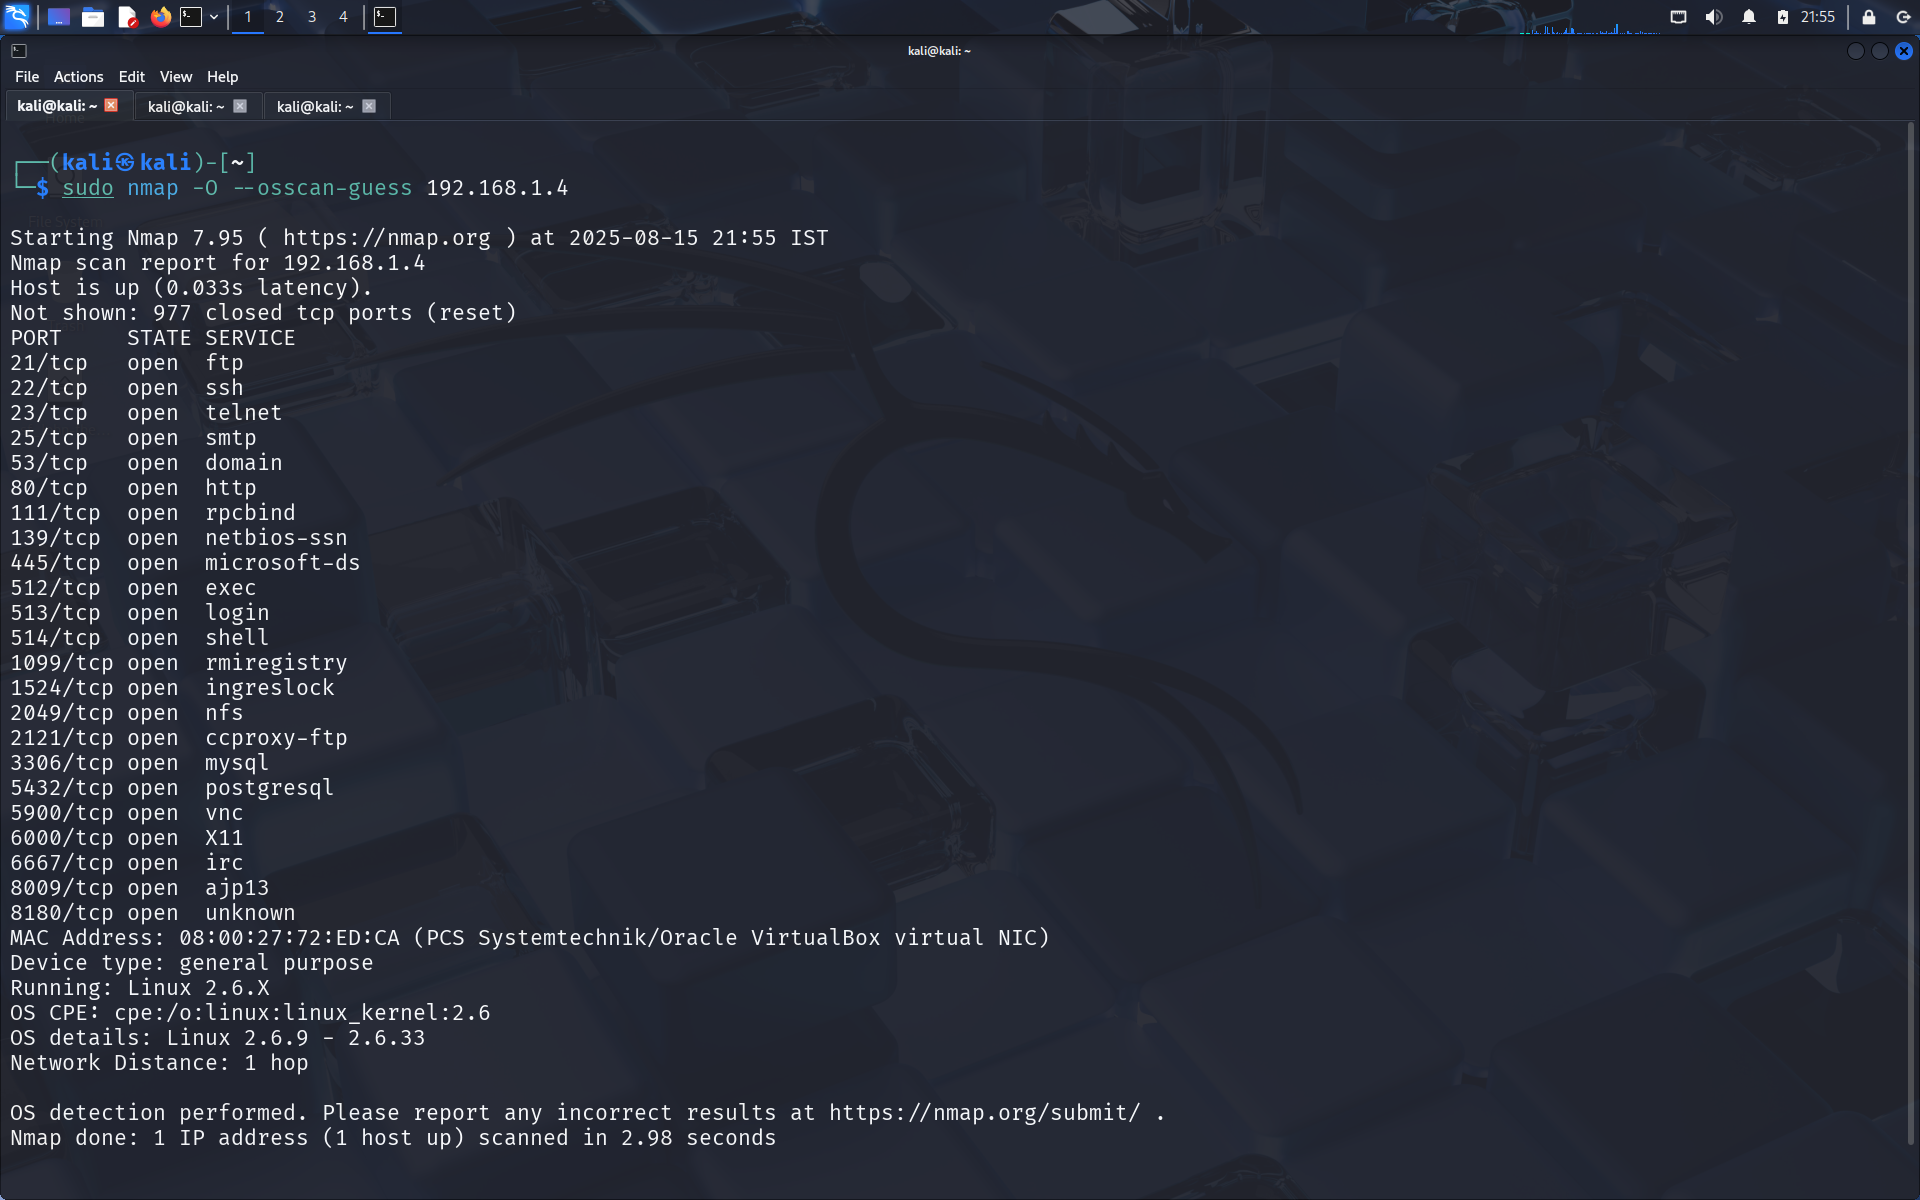 1 2 3 4 21:55
kali@kali: ~
File Actions Edit View Help
kali@kali: ~ kali@kali: ~ kali@kali: ~
Home
(kali㉿kali)-[~]
$ sudo nmap -O --osscan-guess 192.168.1.4
File System
Starting Nmap 7.95 ( https://nmap.org ) at 2025-08-15 21:55 IST
Nmap scan report for 192.168.1.4
Host is up (0.033s latency).
Not shown: 977 closed tcp ports (reset)
PORT STATE SERVICE
21/tcp open ftp
22/tcp open ssh
23/tcp open telnet
25/tcp open smtp
53/tcp open domain
80/tcp open http
111/tcp open rpcbind
139/tcp open netbios-ssn
445/tcp open microsoft-ds
512/tcp open exec
513/tcp open login
514/tcp open shell
1099/tcp open rmiregistry
1524/tcp open ingreslock
2049/tcp open nfs
2121/tcp open ccproxy-ftp
3306/tcp open mysql
5432/tcp open postgresql
5900/tcp open vnc
6000/tcp open X11
6667/tcp open irc
8009/tcp open ajp13
8180/tcp open unknown
MAC Address: 08:00:27:72:ED:CA (PCS Systemtechnik/Oracle VirtualBox virtual NIC)
Device type: general purpose
Running: Linux 2.6.X
OS CPE: cpe:/o:linux:linux_kernel:2.6
OS details: Linux 2.6.9 - 2.6.33
Network Distance: 1 hop
OS detection performed. Please report any incorrect results at https://nmap.org/submit/ .
Nmap done: 1 IP address (1 host up) scanned in 2.98 seconds